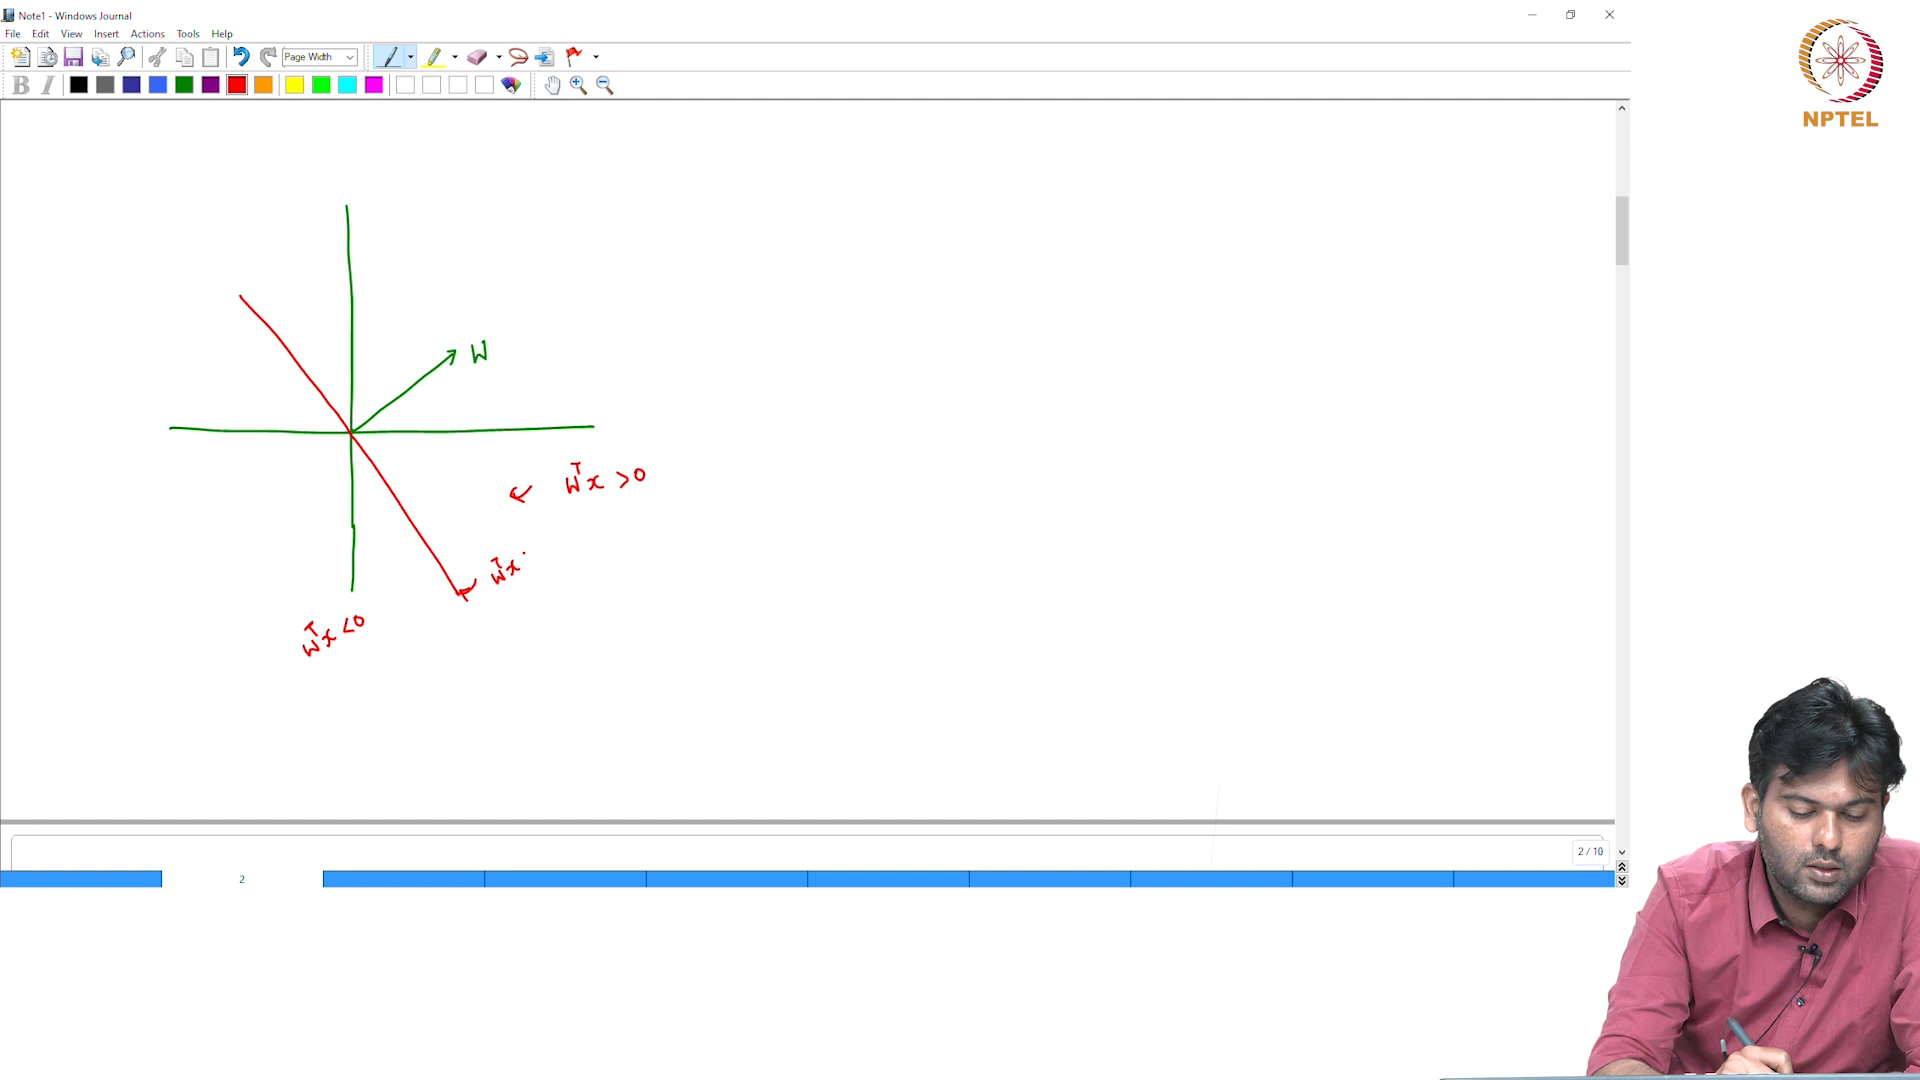 Note1 - Windows Journal
File Edit View Insert Actions Tools Help
Page Width
B I
NPTEL
W
Wᵀx >0
Wᵀx
Wᵀx <0
2 / 10
2